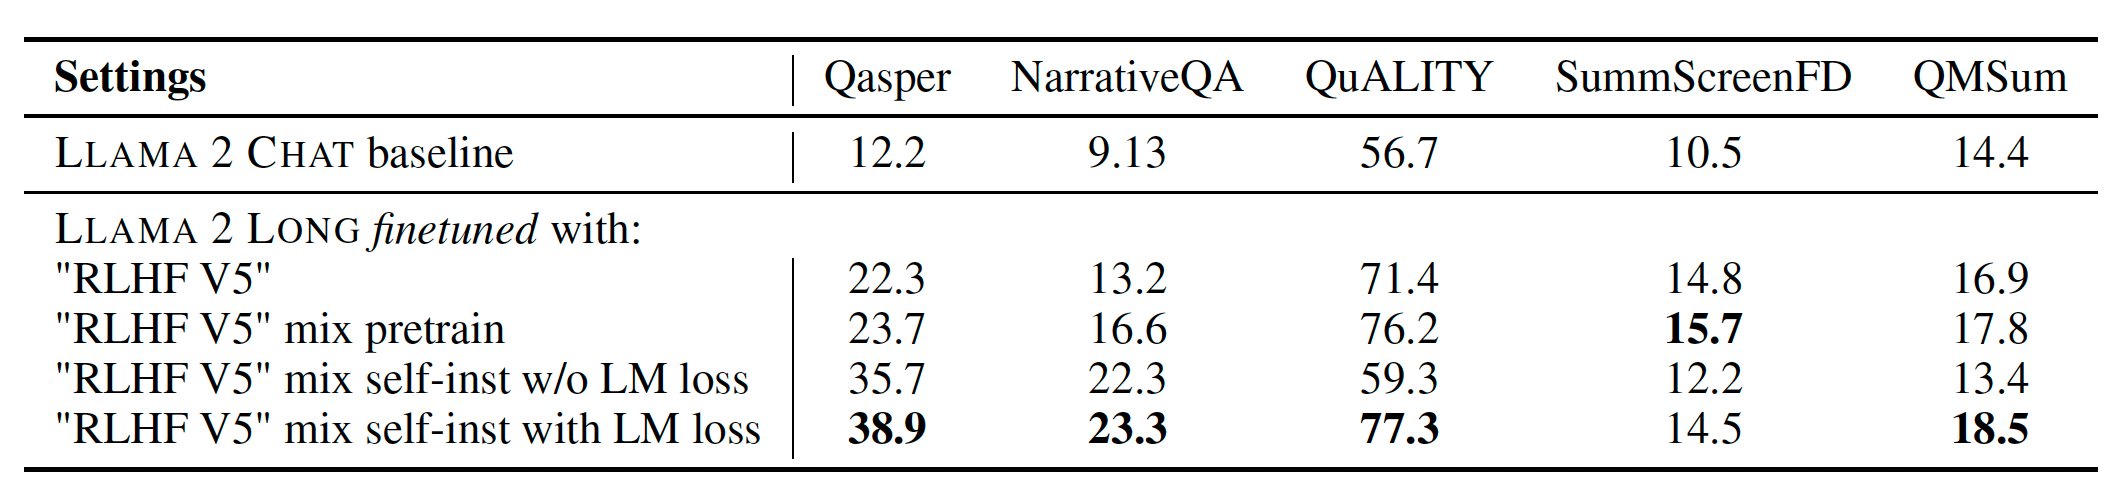 Settings Qasper NarrativeQA QuALITY SummScreenFD QMSum
LLAMA 2 CHAT baseline 12.2 9.13 56.7 10.5 14.4
LLAMA 2 LONG finetuned with:
"RLHF V5" 22.3 13.2 71.4 14.8 16.9
"RLHF V5" mix pretrain 23.7 16.6 76.2 15.7 17.8
"RLHF V5" mix self-inst w/o LM loss 35.7 22.3 59.3 12.2 13.4
"RLHF V5" mix self-inst with LM loss 38.9 23.3 77.3 14.5 18.5